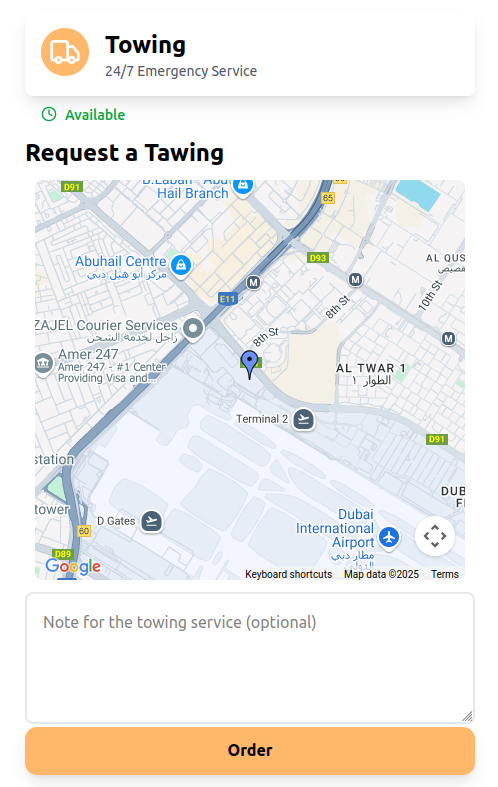 Towing
24/7 Emergency Service
Available
Request a Tawing
D91
B.Laban - Abu
Hail Branch
65
D93
AL QUS
Abuhail Centre
مركز أبو هيل دبي
M
M
10th St
E11
8th St
ZAJEL Courier Services
زاجل لخدمة الشحن
8th St
M
Amer 247
Amer 247 - #1 Center
Providing Visa and...
AL TWAR 1
الطوار ١
Terminal 2
D91
station
DUB
tower
D Gates
Dubai
International
Airport
مطار دبي
الدولي
60
D89
Google
Keyboard shortcuts
Map data ©2025
Terms
Note for the towing service (optional)
Order